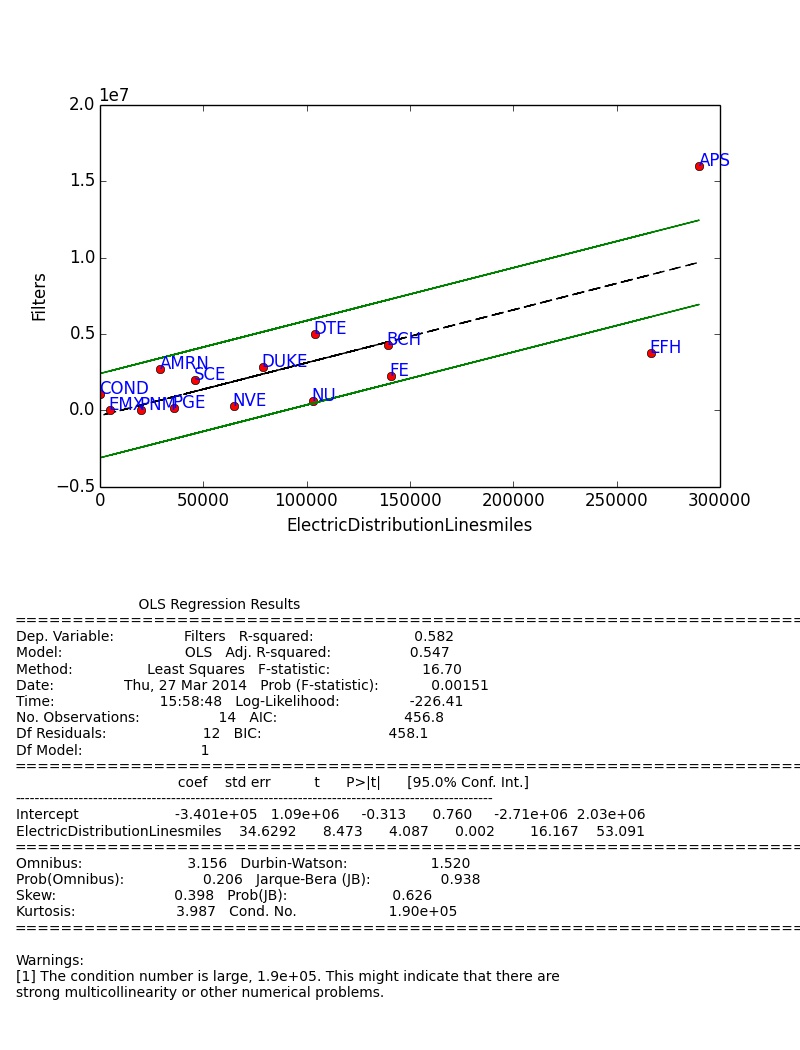 1e7
2.0
1.5
1.0
0.5
0.0
−0.5
Filters
APS
EFH
DTE
BCH
FE
DUKE
AMRN
SCE
COND
EMX
PNM
PGE
NVE
NU
0 50000 100000 150000 200000 250000 300000
ElectricDistributionLinesmiles
OLS Regression Results
==============================================================================
Dep. Variable: Filters R-squared: 0.582
Model: OLS Adj. R-squared: 0.547
Method: Least Squares F-statistic: 16.70
Date: Thu, 27 Mar 2014 Prob (F-statistic): 0.00151
Time: 15:58:48 Log-Likelihood: -226.41
No. Observations: 14 AIC: 456.8
Df Residuals: 12 BIC: 458.1
Df Model: 1
==============================================================================
coef std err t P>|t| [95.0% Conf. Int.]
------------------------------------------------------------------------------
Intercept -3.401e+05 1.09e+06 -0.313 0.760 -2.71e+06 2.03e+06
ElectricDistributionLinesmiles 34.6292 8.473 4.087 0.002 16.167 53.091
==============================================================================
Omnibus: 3.156 Durbin-Watson: 1.520
Prob(Omnibus): 0.206 Jarque-Bera (JB): 0.938
Skew: 0.398 Prob(JB): 0.626
Kurtosis: 3.987 Cond. No. 1.90e+05
==============================================================================
Warnings:
[1] The condition number is large, 1.9e+05. This might indicate that there are
strong multicollinearity or other numerical problems.